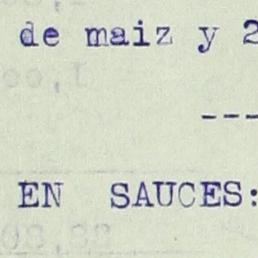 de maiz y 2
---
EN SAUCES: